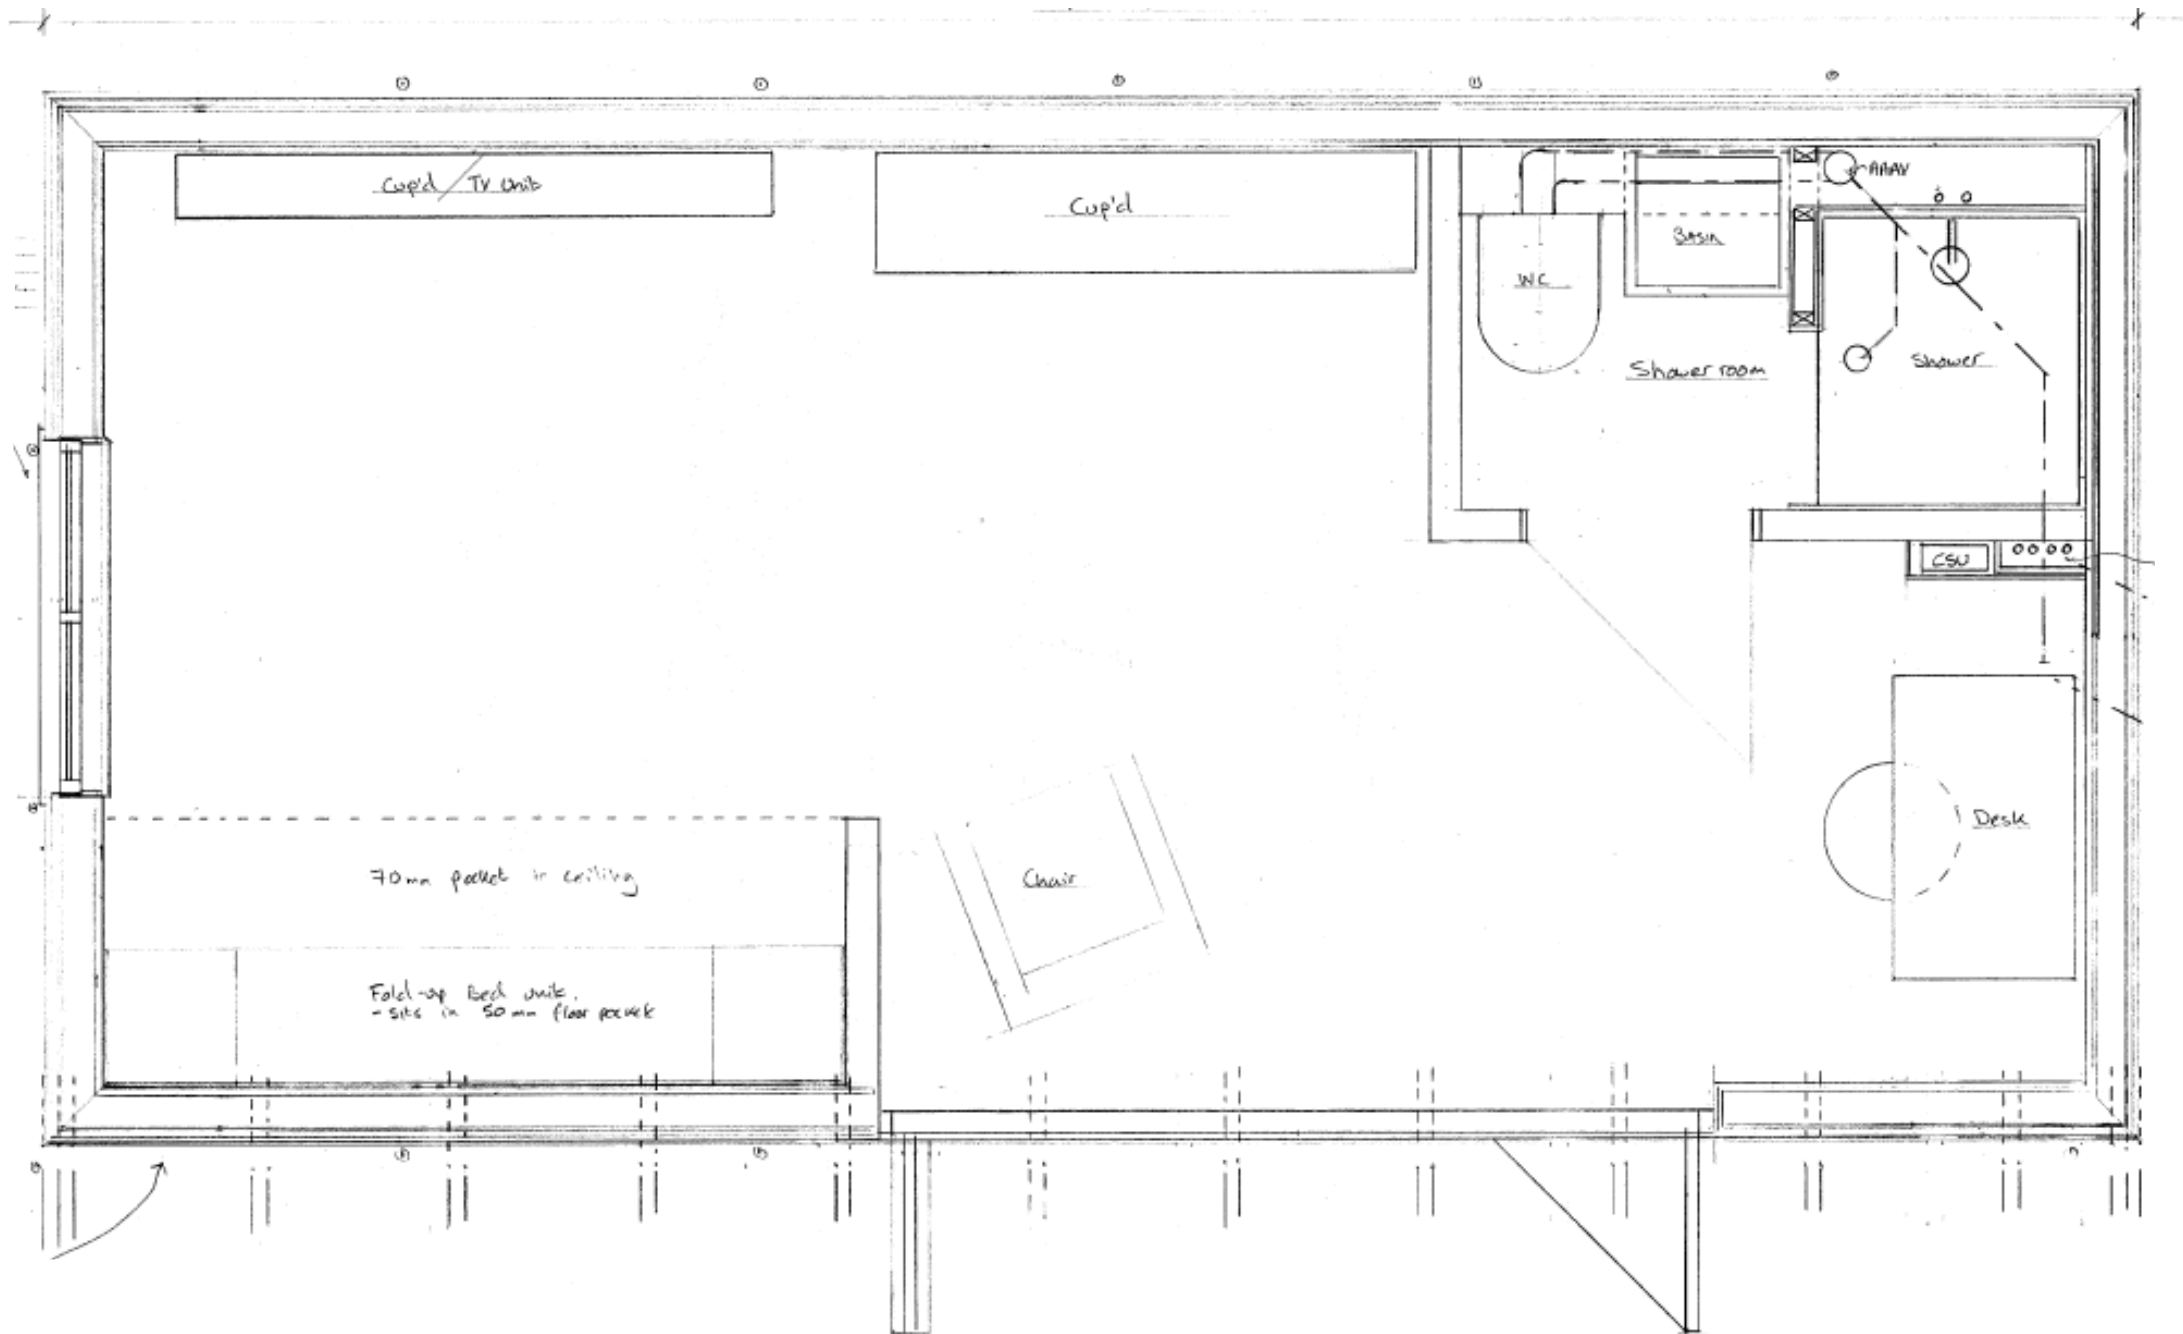 Cup'd / TV Unit
Cup'd
AAAV
BASIN
WC
Shower room
Shower
CSU
Desk
70mm pocket in ceiling
Chair
Fold-up Bed unit.
- sits in 50mm floor pocket